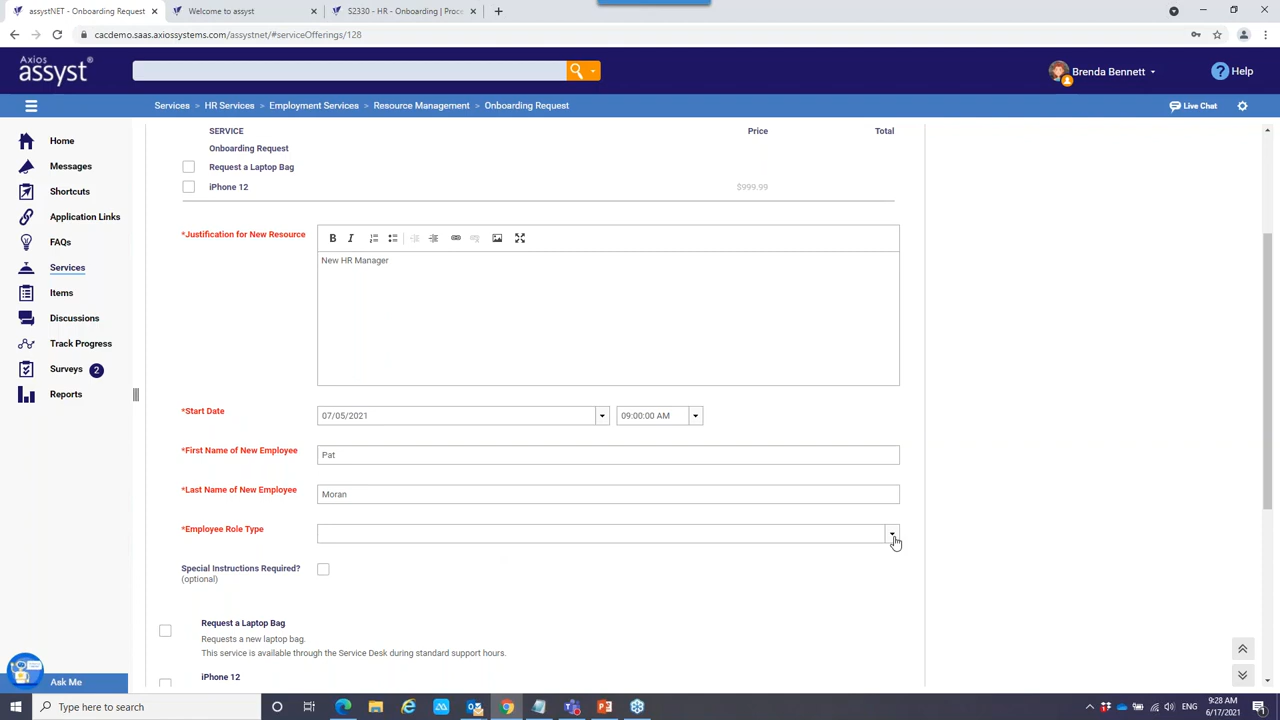 assystNET - Onboarding Request
Welcome to assyst
S2330 - HR - Onboarding | Proce
cacdemo.saas.axiossystems.com/assystnet/#serviceOfferings/128
Axios
assyst
Brenda Bennett
Help
Services > HR Services > Employment Services > Resource Management > Onboarding Request
Live Chat
Home
Messages
Shortcuts
Application Links
FAQs
Services
Items
Discussions
Track Progress
Surveys 2
Reports
Ask Me
SERVICE Price Total
Onboarding Request
Request a Laptop Bag
iPhone 12 $999.99
*Justification for New Resource
B I
New HR Manager
*Start Date 07/05/2021 09:00:00 AM
*First Name of New Employee Pat
*Last Name of New Employee Moran
*Employee Role Type
Special Instructions Required?
(optional)
Request a Laptop Bag
Requests a new laptop bag.
This service is available through the Service Desk during standard support hours.
iPhone 12
Type here to search
ENG
9:28 AM
6/17/2021